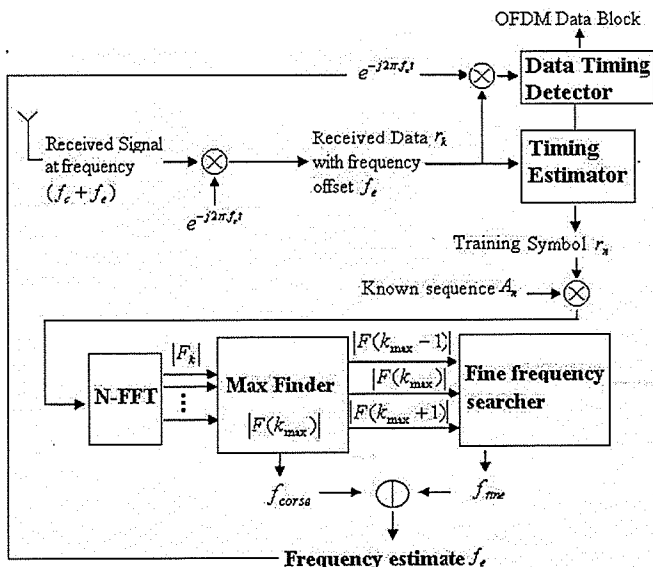 OFDM Data Block
e^{-j2πf_e t}
Data Timing
Detector
Received Signal
at frequency
(f_c + f_e)
Received Data r_k
with frequency
offset f_e
Timing
Estimator
e^{-j2πf_c t}
Training Symbol r_n
Known sequence A_n
|F_k|
N-FFT
Max Finder
|F(k_max)|
|F(k_max − 1)|
|F(k_max)|
|F(k_max + 1)|
Fine frequency
searcher
f_corse
f_fine
Frequency estimate f_e